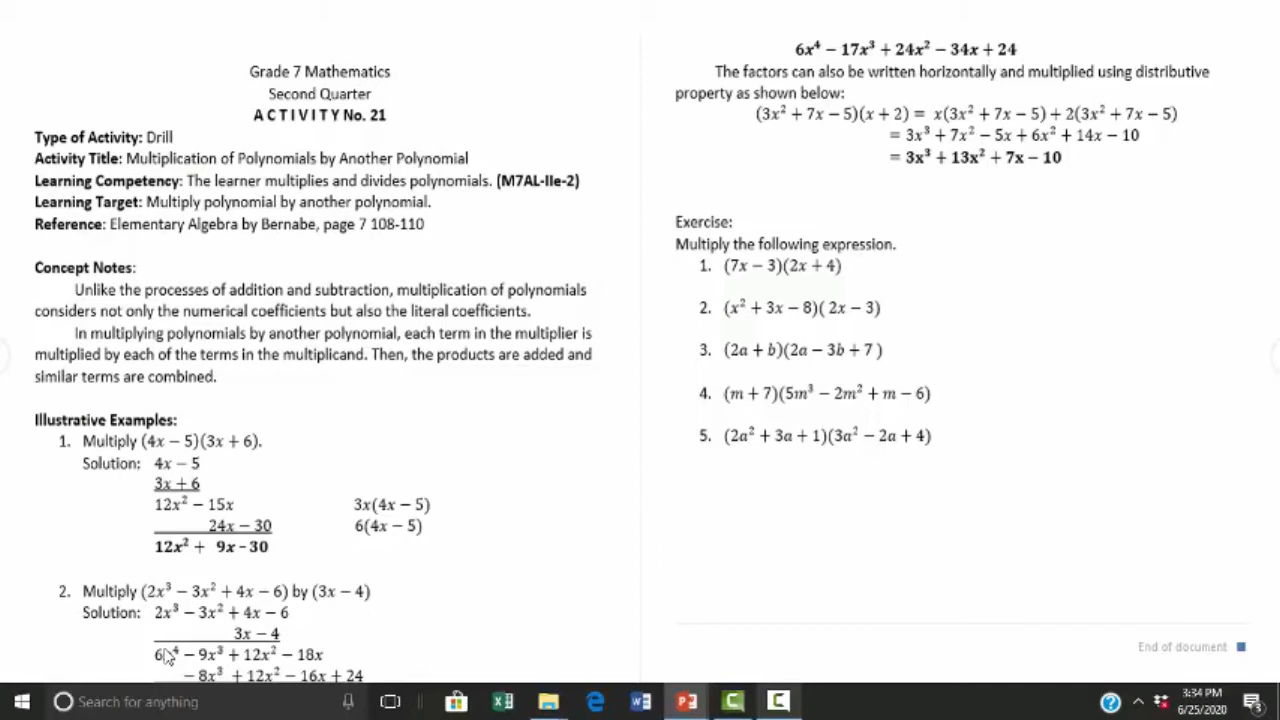 Grade 7 Mathematics
Second Quarter
A C T I V I T Y No. 21
Type of Activity: Drill
Activity Title: Multiplication of Polynomials by Another Polynomial
Learning Competency: The learner multiplies and divides polynomials. (M7AL-IIe-2)
Learning Target: Multiply polynomial by another polynomial.
Reference: Elementary Algebra by Bernabe, page 7 108-110
Concept Notes:
Unlike the processes of addition and subtraction, multiplication of polynomials
considers not only the numerical coefficients but also the literal coefficients.
In multiplying polynomials by another polynomial, each term in the multiplier is
multiplied by each of the terms in the multiplicand. Then, the products are added and
similar terms are combined.
Illustrative Examples:
1. Multiply (4x − 5)(3x + 6).
Solution: 4x − 5
3x + 6
12x² − 15x 3x(4x − 5)
24x − 30 6(4x − 5)
12x² + 9x - 30
2. Multiply (2x³ − 3x² + 4x − 6) by (3x − 4)
Solution: 2x³ − 3x² + 4x − 6
3x − 4
6x⁴ − 9x³ + 12x² − 18x
− 8x³ + 12x² − 16x + 24
6x⁴ − 17x³ + 24x² − 34x + 24
The factors can also be written horizontally and multiplied using distributive
property as shown below:
(3x² + 7x − 5)(x + 2) = x(3x² + 7x − 5) + 2(3x² + 7x − 5)
= 3x³ + 7x² − 5x + 6x² + 14x − 10
= 3x³ + 13x² + 7x − 10
Exercise:
Multiply the following expression.
1. (7x − 3)(2x + 4)
2. (x² + 3x − 8)( 2x − 3)
3. (2a + b)(2a − 3b + 7 )
4. (m + 7)(5m³ − 2m² + m − 6)
5. (2a² + 3a + 1)(3a² − 2a + 4)
End of document
Search for anything
3:34 PM
6/25/2020
3